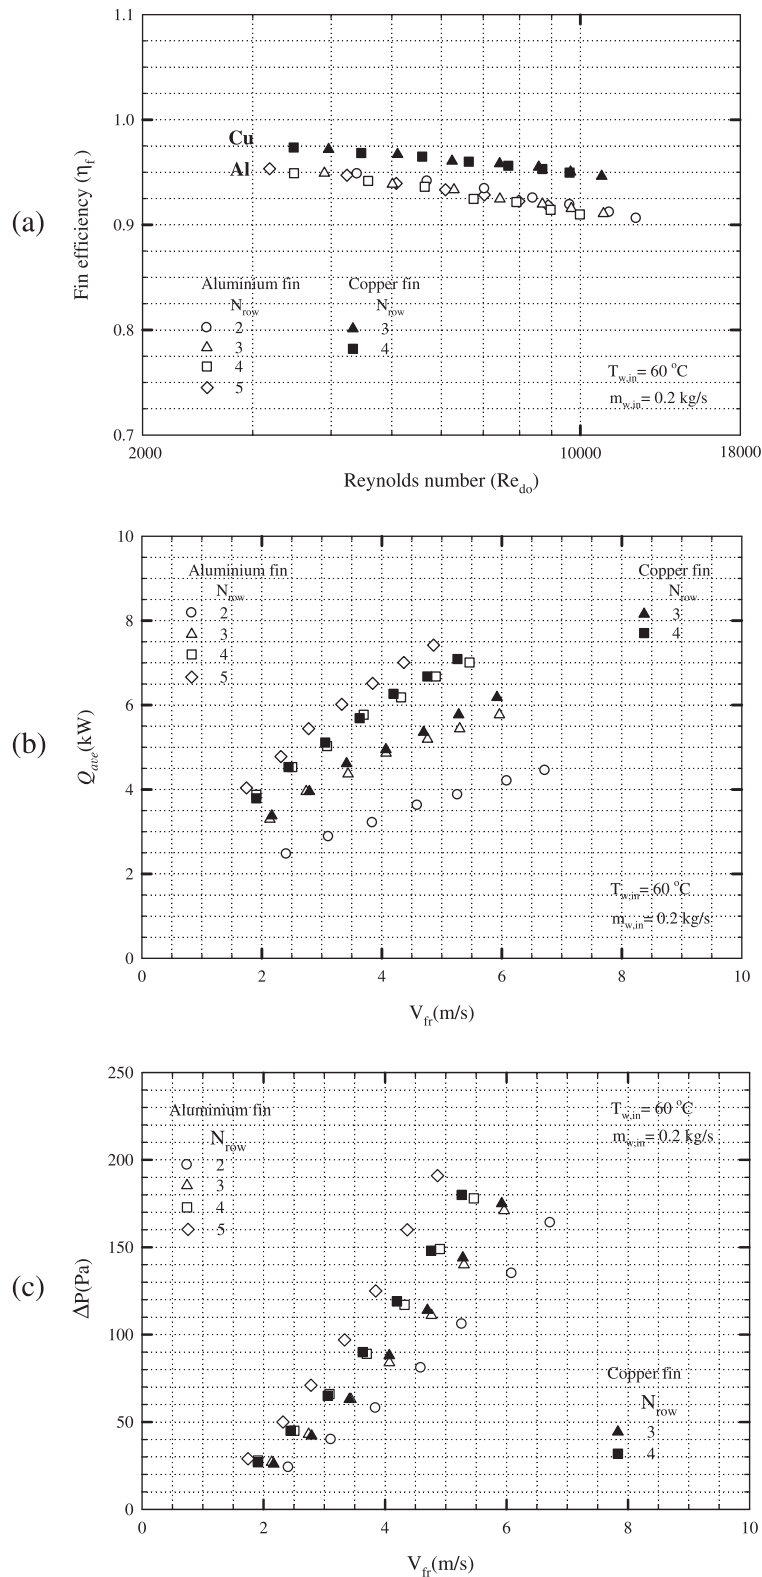 (a)
Fin efficiency (η_f)
1.1
1.0
0.9
0.8
0.7
Cu
Al
Aluminium fin
N_row
2
3
4
5
Copper fin
N_row
3
4
T_w,in = 60 °C
m_w,in = 0.2 kg/s
2000 10000 18000
Reynolds number (Re_do)
(b)
Q_ave(kW)
10
8
6
4
2
0
Aluminium fin
N_row
2
3
4
5
Copper fin
N_row
3
4
T_w,in = 60 °C
m_w,in = 0.2 kg/s
0 2 4 6 8 10
V_fr(m/s)
(c)
ΔP(Pa)
250
200
150
100
50
0
Aluminium fin
N_row
2
3
4
5
T_w,in = 60 °C
m_w,in = 0.2 kg/s
Copper fin
N_row
3
4
0 2 4 6 8 10
V_fr(m/s)